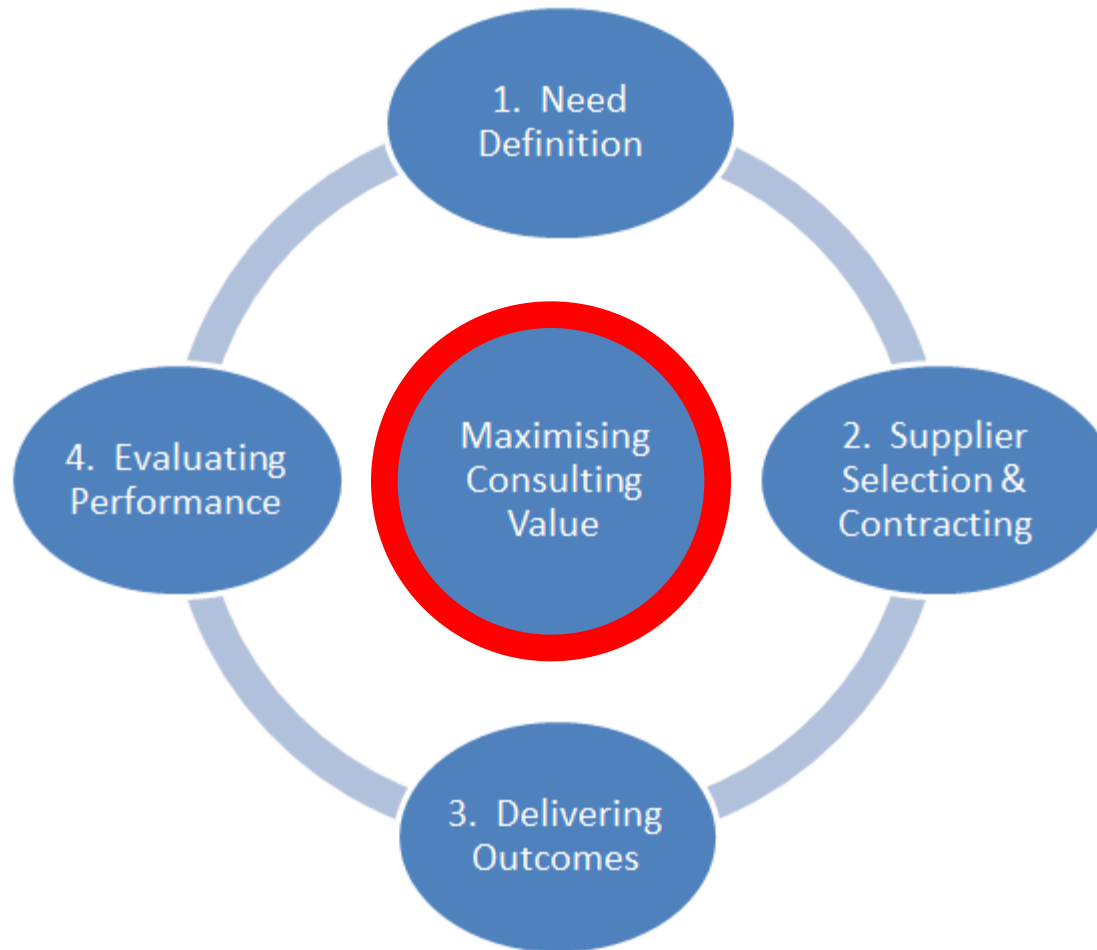 1. Need
Definition
2. Supplier
Selection &
Contracting
3. Delivering
Outcomes
4. Evaluating
Performance
Maximising
Consulting
Value